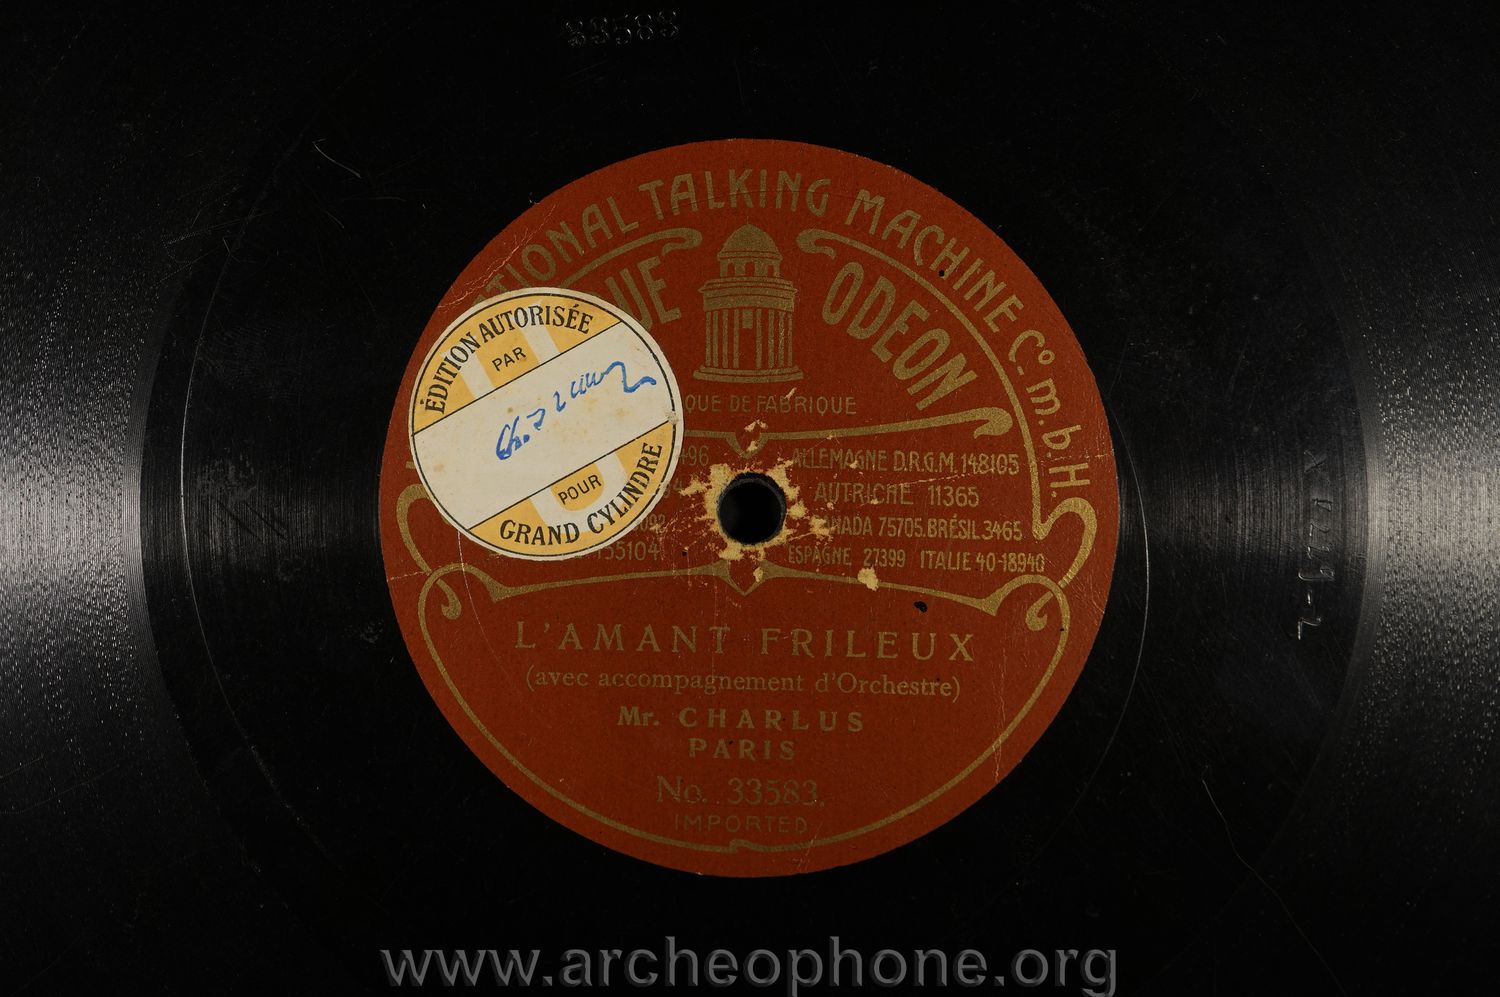 33583
TIONAL TALKING MACHINE Co. m. b. H.
UE ODEON
QUE DE FABRIQUE
96
ALLEMAGNE D.R.G.M. 148105
AUTRICHE 11365
CANADA 75705. BRÉSIL 3465
155104 ESPAGNE 27399 ITALIE 40-18940
ÉDITION AUTORISÉE
PAR
POUR
GRAND CYLINDRE
L'AMANT FRILEUX
(avec accompagnement d'Orchestre)
Mr. CHARLUS
PARIS
No. 33583.
IMPORTED
www.archeophone.org